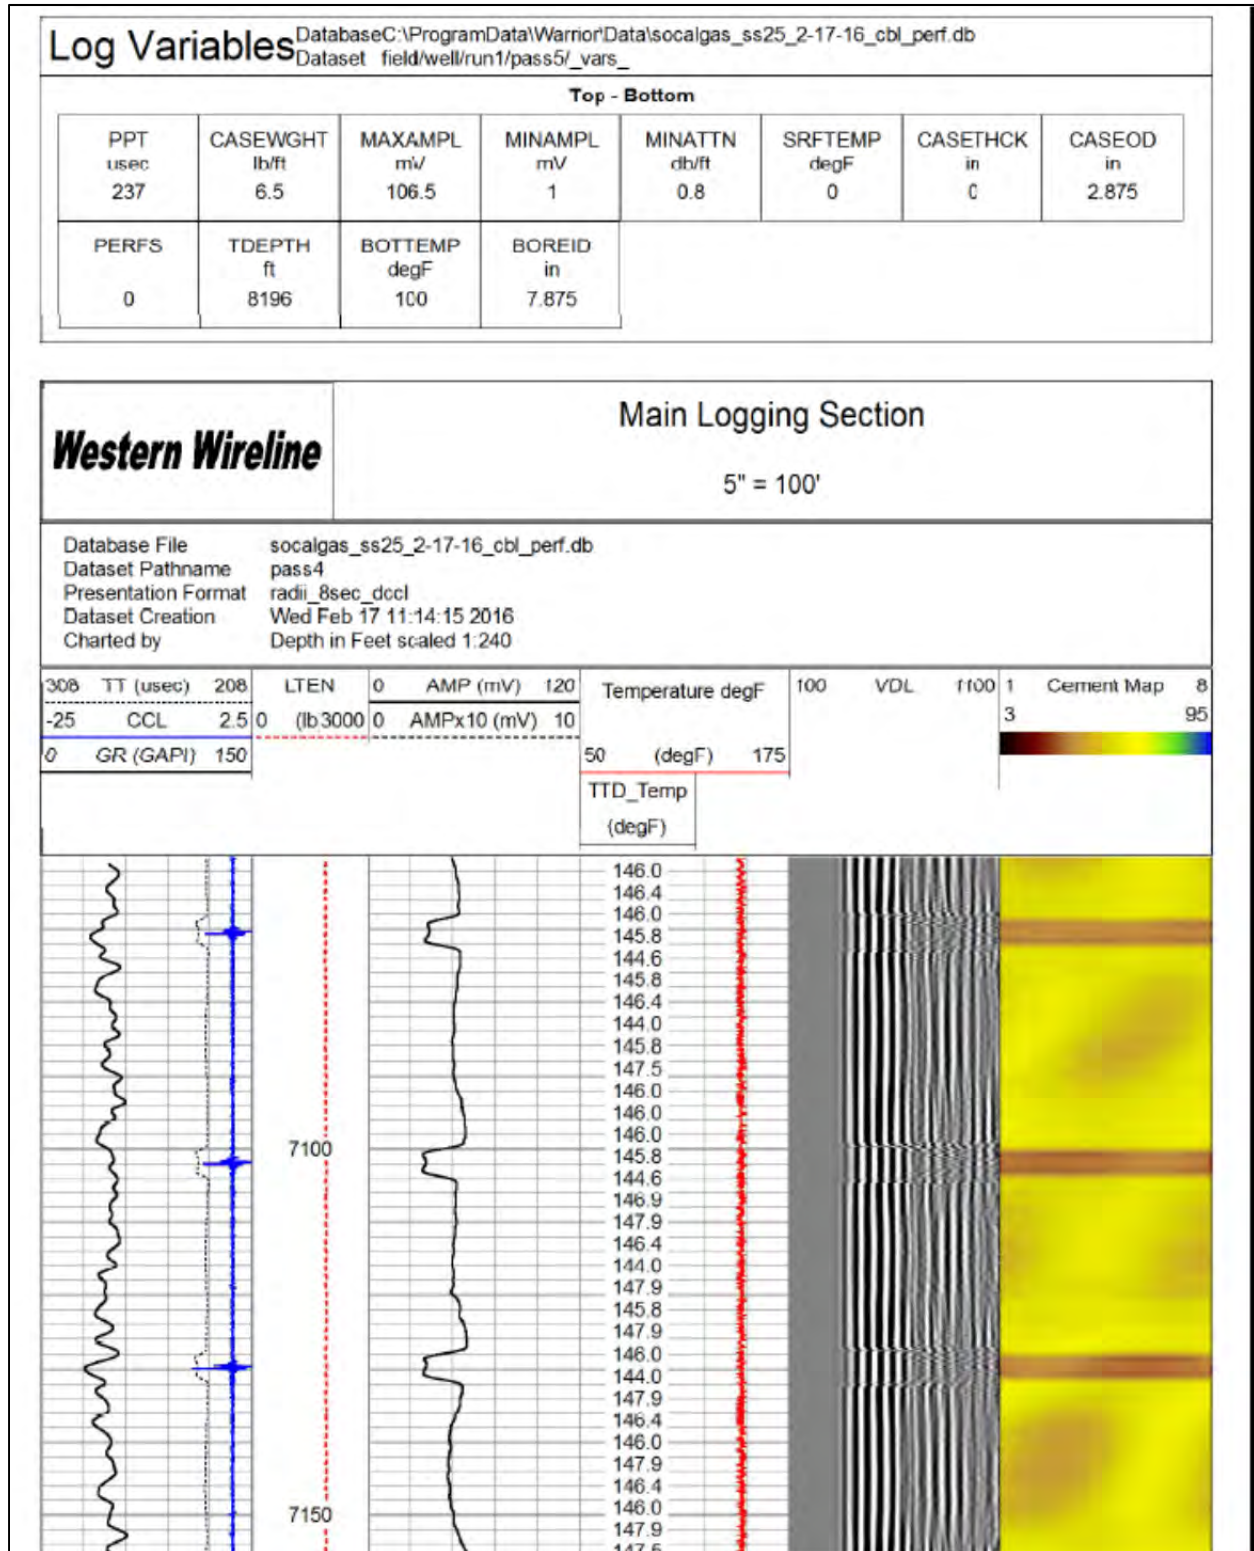 Log Variables
DatabaseC:\ProgramData\Warrior\Data\socalgas_ss25_2-17-16_cbl_perf.db
Dataset field/well/run1/pass5/_vars_
Top - Bottom
PPT CASEWGHT MAXAMPL MINAMPL MINATTN SRFTEMP CASETHCK CASEOD
usec lb/ft mV mV db/ft degF in in
237 6.5 106.5 1 0.8 0 0 2.875
PERFS TDEPTH BOTTEMP BOREID
ft degF in
0 8196 100 7.875
Western Wireline
Main Logging Section
5" = 100'
Database File socalgas_ss25_2-17-16_cbl_perf.db
Dataset Pathname pass4
Presentation Format radii_8sec_dccl
Dataset Creation Wed Feb 17 11:14:15 2016
Charted by Depth in Feet scaled 1:240
308 TT (usec) 208 LTEN 0 AMP (mV) 120 Temperature degF 100 VDL 1100 1 Cement Map 8
-25 CCL 2.5 0 (lb 3000 0 AMPx10 (mV) 10 3 95
0 GR (GAPI) 150 50 (degF) 175
TTD_Temp
(degF)
146.0
146.4
146.0
145.8
144.6
145.8
146.4
144.0
145.8
147.5
146.0
146.0
146.0
7100 145.8
144.6
146.9
147.9
146.4
144.0
147.9
145.8
147.9
146.0
144.0
147.9
146.4
146.0
147.9
146.4
7150 146.0
147.9
147.5